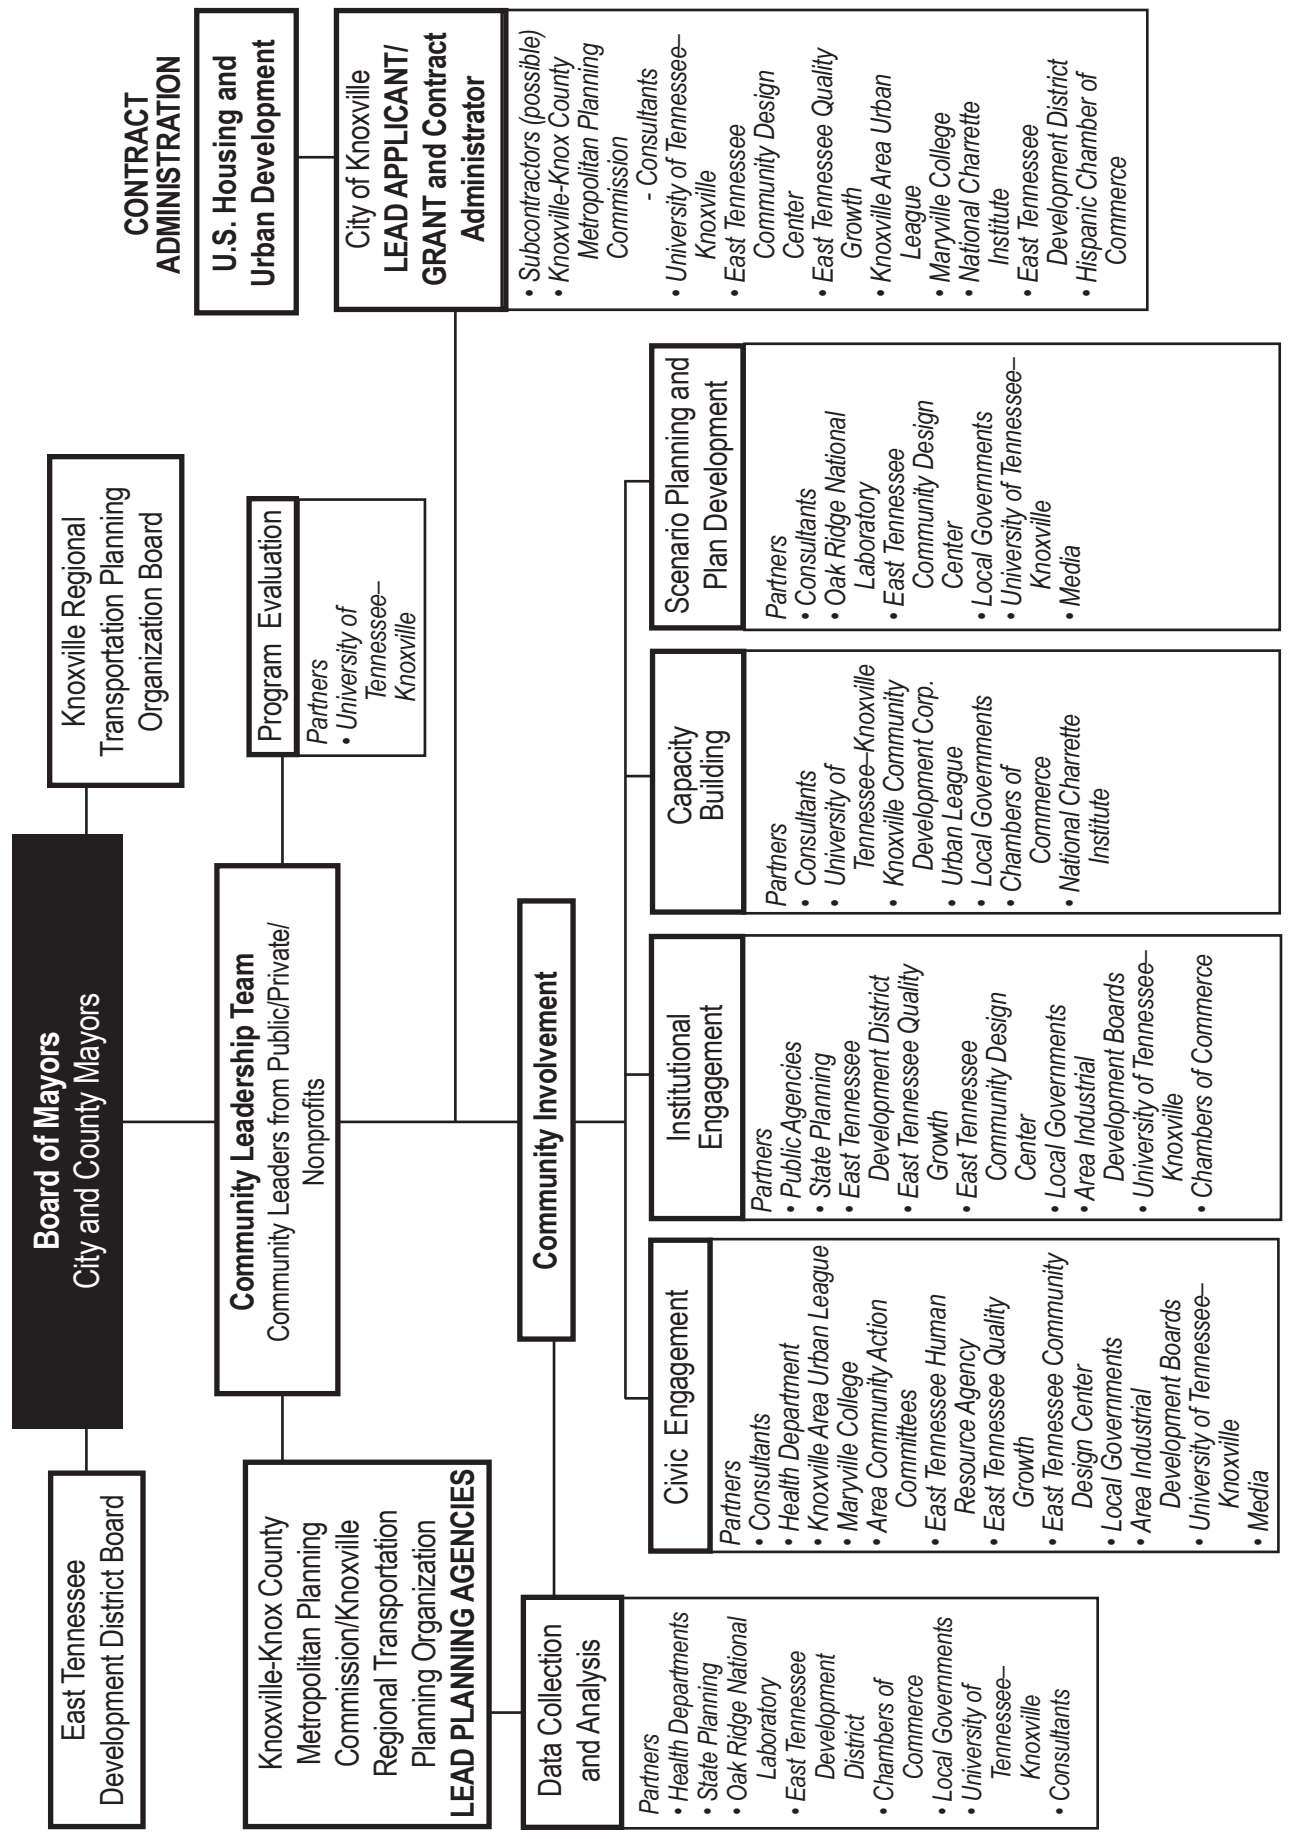 East Tennessee
Development District Board
Board of Mayors
City and County Mayors
Knoxville Regional
Transportation Planning
Organization Board
CONTRACT
ADMINISTRATION
U.S. Housing and
Urban Development
Knoxville-Knox County
Metropolitan Planning
Commission/Knoxville
Regional Transportation
Planning Organization
LEAD PLANNING AGENCIES
Community Leadership Team
Community Leaders from Public/Private/
Nonprofits
Program Evaluation
Partners
• University of
Tennessee–
Knoxville
City of Knoxville
LEAD APPLICANT/
GRANT and Contract
Administrator
• Subcontractors (possible)
• Knoxville-Knox County
Metropolitan Planning
Commission
- Consultants
• University of Tennessee–
Knoxville
• East Tennessee
Community Design
Center
• East Tennessee Quality
Growth
• Knoxville Area Urban
League
• Maryville College
• National Charrette
Institute
• East Tennessee
Development District
• Hispanic Chamber of
Commerce
Community Involvement
Data Collection
and Analysis
Partners
• Health Departments
• State Planning
• Oak Ridge National
Laboratory
• East Tennessee
Development
District
• Chambers of
Commerce
• Local Governments
• University of
Tennessee–
Knoxville
• Consultants
Civic Engagement
Partners
• Consultants
• Health Department
• Knoxville Area Urban League
• Maryville College
• Area Community Action
Committees
• East Tennessee Human
Resource Agency
• East Tennessee Quality
Growth
• East Tennessee Community
Design Center
• Local Governments
• Area Industrial
Development Boards
• University of Tennessee–
Knoxville
• Media
Institutional
Engagement
Partners
• Public Agencies
• State Planning
• East Tennessee
Development District
• East Tennessee Quality
Growth
• East Tennessee
Community Design
Center
• Local Governments
• Area Industrial
Development Boards
• University of Tennessee–
Knoxville
• Chambers of Commerce
Capacity
Building
Partners
• Consultants
• University of
Tennessee–Knoxville
• Knoxville Community
Development Corp.
• Urban League
• Local Governments
• Chambers of
Commerce
• National Charrette
Institute
Scenario Planning and
Plan Development
Partners
• Consultants
• Oak Ridge National
Laboratory
• East Tennessee
Community Design
Center
• Local Governments
• University of Tennessee–
Knoxville
• Media